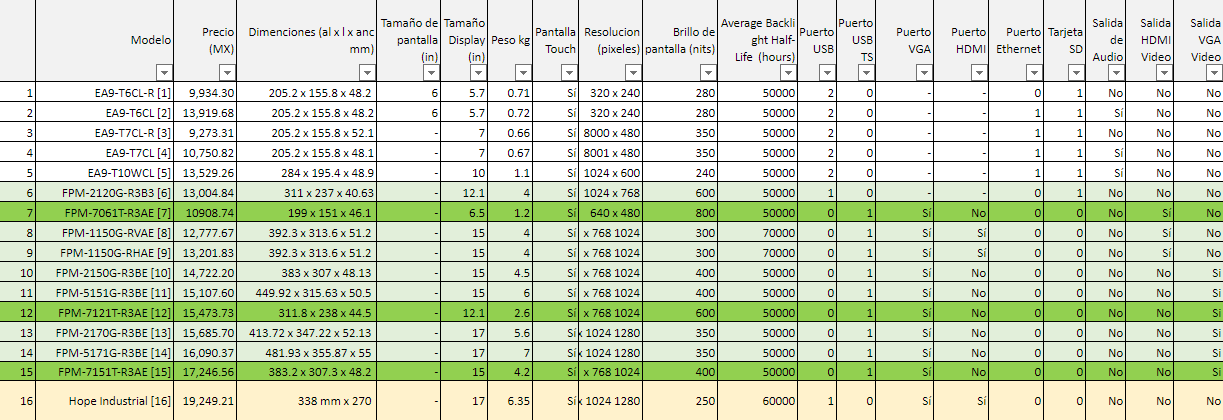 Modelo
Precio
(MX)
Dimenciones (al x l x anc
mm)
Tamaño de
pantalla
(in)
Tamaño
Display
(in)
Peso kg
Pantalla
Touch
Resolucion
(pixeles)
Brillo de
pantalla (nits)
Average Backli
ght Half-
Life (hours)
Puerto
USB
Puerto
USB
TS
Puerto
VGA
Puerto
HDMI
Puerto
Ethernet
Tarjeta
SD
Salida
de
Audio
Salida
HDMI
Video
Salida
VGA
Video
1 EA9-T6CL-R [1] 9,934.30 205.2 x 155.8 x 48.2 6 5.7 0.71 Sí 320 x 240 280 50000 2 0 - - - 1 No No No
2 EA9-T6CL [2] 13,919.68 205.2 x 155.8 x 48.2 6 5.7 0.72 Sí 320 x 240 280 50000 2 0 - - 1 1 Sí No No
3 EA9-T7CL-R [3] 9,273.31 205.2 x 155.8 x 52.1 - 7 0.66 Sí 8000 x 480 350 50000 2 0 - - 1 1 No No No
4 EA9-T7CL [4] 10,750.82 205.2 x 155.8 x 48.1 - 7 0.67 Sí 8001 x 480 350 50000 2 0 - - 1 1 Sí No No
5 EA9-T10WCL [5] 13,529.26 284 x 195.4 x 48.9 - 10 1.1 Sí 1024 x 600 240 50000 2 0 - - 1 1 Sí No No
6 FPM-2120G-R3B3 [6] 13,004.84 311 x 237 x 40.63 - 12.1 4 Sí 1024 x 768 600 50000 1 0 - - 0 1 No No No
7 FPM-7061T-R3AE [7] 10908.74 199 x 151 x 46.1 - 6.5 1.2 Sí 640 x 480 800 50000 0 1 Sí No 0 0 No Sí No
8 FPM-1150G-RVAE [8] 12,777.67 392.3 x 313.6 x 51.2 - 15 4 Sí x 768 1024 300 70000 0 1 Sí Sí 0 0 No Sí No
9 FPM-1150G-RHAE [9] 13,201.83 392.3 x 313.6 x 51.2 - 15 4 Sí x 768 1024 300 70000 0 1 Sí Sí 0 0 No Sí No
10 FPM-2150G-R3BE [10] 14,722.20 383 x 307 x 48.13 - 15 4.5 Sí x 768 1024 400 50000 0 1 Sí No 0 0 No No Si
11 FPM-5151G-R3BE [11] 15,107.60 449.92 x 315.63 x 50.5 - 15 6 Sí x 768 1024 400 50000 0 1 Sí No 0 0 No No Si
12 FPM-7121T-R3AE [12] 15,473.73 311.8 x 238 x 44.5 - 12.1 2.6 Sí x 768 1024 600 50000 0 1 Sí No 0 0 No No Si
13 FPM-2170G-R3BE [13] 15,685.70 413.72 x 347.22 x 52.13 - 17 5.6 Sí x 1024 1280 350 50000 0 1 Sí No 0 0 No No Si
14 FPM-5171G-R3BE [14] 16,090.37 481.93 x 355.87 x 55 - 17 7 Sí x 1024 1280 350 50000 0 1 Sí No 0 0 No No Si
15 FPM-7151T-R3AE [15] 17,246.56 383.2 x 307.3 x 48.2 - 15 4.2 Sí x 768 1024 400 50000 0 1 Sí No 0 0 No No Si
16 Hope Industrial [16] 19,249.21 338 mm x 270 - 17 6.35 Sí x 1024 1280 250 60000 1 0 Sí Sí 0 0 No No No